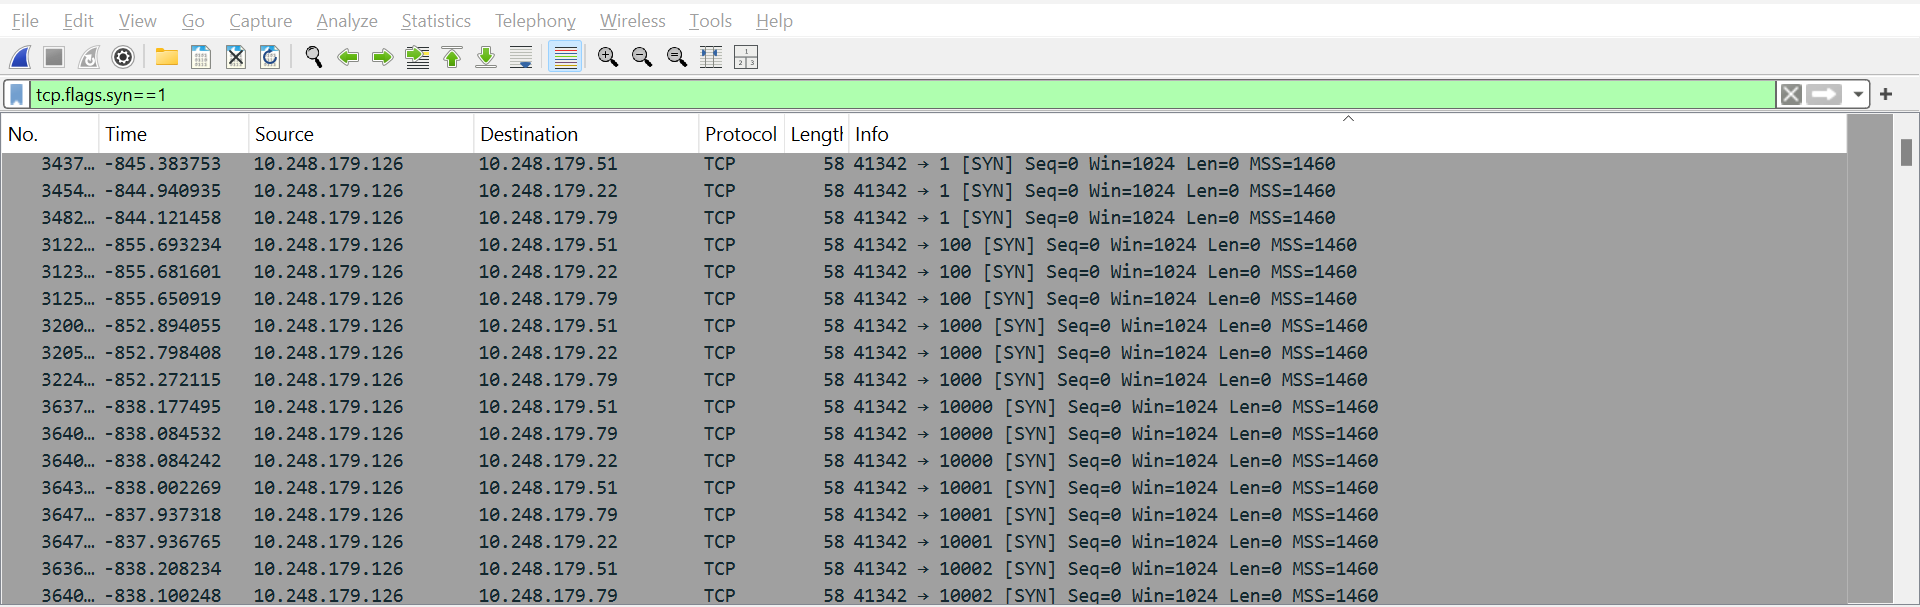 File Edit View Go Capture Analyze Statistics Telephony Wireless Tools Help
tcp.flags.syn==1
No. Time Source Destination Protocol Length Info
3437… -845.383753 10.248.179.126 10.248.179.51 TCP 58 41342 → 1 [SYN] Seq=0 Win=1024 Len=0 MSS=1460
3454… -844.940935 10.248.179.126 10.248.179.22 TCP 58 41342 → 1 [SYN] Seq=0 Win=1024 Len=0 MSS=1460
3482… -844.121458 10.248.179.126 10.248.179.79 TCP 58 41342 → 1 [SYN] Seq=0 Win=1024 Len=0 MSS=1460
3122… -855.693234 10.248.179.126 10.248.179.51 TCP 58 41342 → 100 [SYN] Seq=0 Win=1024 Len=0 MSS=1460
3123… -855.681601 10.248.179.126 10.248.179.22 TCP 58 41342 → 100 [SYN] Seq=0 Win=1024 Len=0 MSS=1460
3125… -855.650919 10.248.179.126 10.248.179.79 TCP 58 41342 → 100 [SYN] Seq=0 Win=1024 Len=0 MSS=1460
3200… -852.894055 10.248.179.126 10.248.179.51 TCP 58 41342 → 1000 [SYN] Seq=0 Win=1024 Len=0 MSS=1460
3205… -852.798408 10.248.179.126 10.248.179.22 TCP 58 41342 → 1000 [SYN] Seq=0 Win=1024 Len=0 MSS=1460
3224… -852.272115 10.248.179.126 10.248.179.79 TCP 58 41342 → 1000 [SYN] Seq=0 Win=1024 Len=0 MSS=1460
3637… -838.177495 10.248.179.126 10.248.179.51 TCP 58 41342 → 10000 [SYN] Seq=0 Win=1024 Len=0 MSS=1460
3640… -838.084532 10.248.179.126 10.248.179.79 TCP 58 41342 → 10000 [SYN] Seq=0 Win=1024 Len=0 MSS=1460
3640… -838.084242 10.248.179.126 10.248.179.22 TCP 58 41342 → 10000 [SYN] Seq=0 Win=1024 Len=0 MSS=1460
3643… -838.002269 10.248.179.126 10.248.179.51 TCP 58 41342 → 10001 [SYN] Seq=0 Win=1024 Len=0 MSS=1460
3647… -837.937318 10.248.179.126 10.248.179.79 TCP 58 41342 → 10001 [SYN] Seq=0 Win=1024 Len=0 MSS=1460
3647… -837.936765 10.248.179.126 10.248.179.22 TCP 58 41342 → 10001 [SYN] Seq=0 Win=1024 Len=0 MSS=1460
3636… -838.208234 10.248.179.126 10.248.179.51 TCP 58 41342 → 10002 [SYN] Seq=0 Win=1024 Len=0 MSS=1460
3640… -838.100248 10.248.179.126 10.248.179.79 TCP 58 41342 → 10002 [SYN] Seq=0 Win=1024 Len=0 MSS=1460